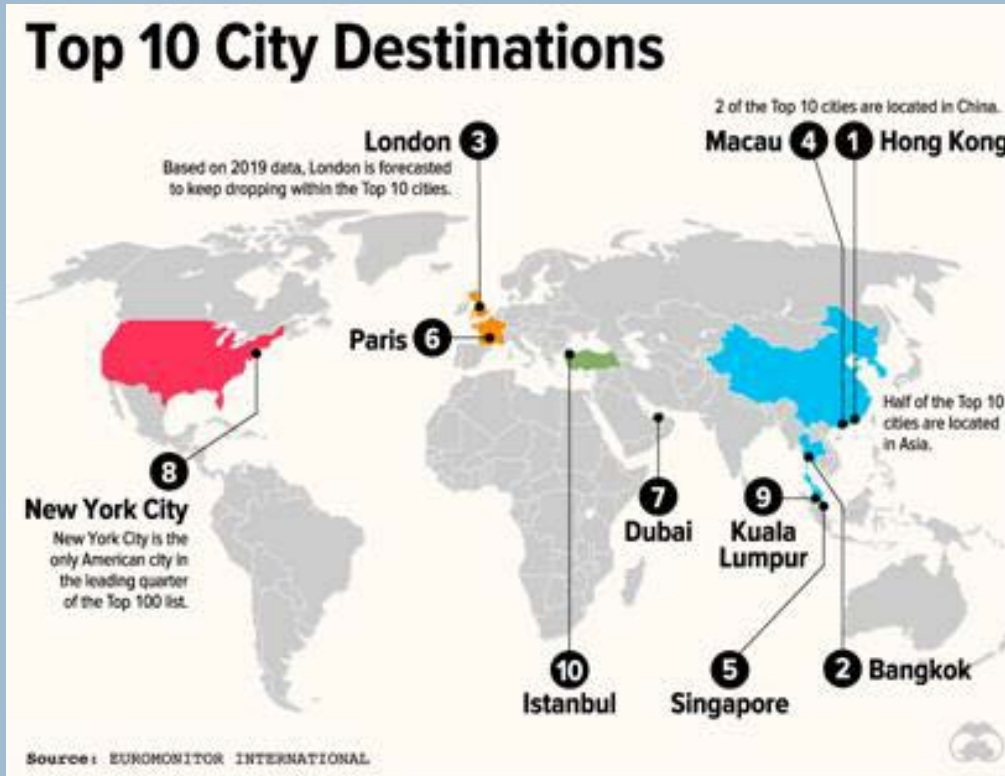 Top 10 City Destinations
2 of the Top 10 cities are located in China.
London 3
Based on 2019 data, London is forecasted
to keep dropping within the Top 10 cities.
Macau 4 1 Hong Kong
Paris 6
Half of the Top 10
cities are located
in Asia.
8
New York City
New York City is the
only American city in
the leading quarter
of the Top 100 list.
7
Dubai
9
Kuala
Lumpur
10
Istanbul
5
Singapore
2 Bangkok
Source: EUROMONITOR INTERNATIONAL